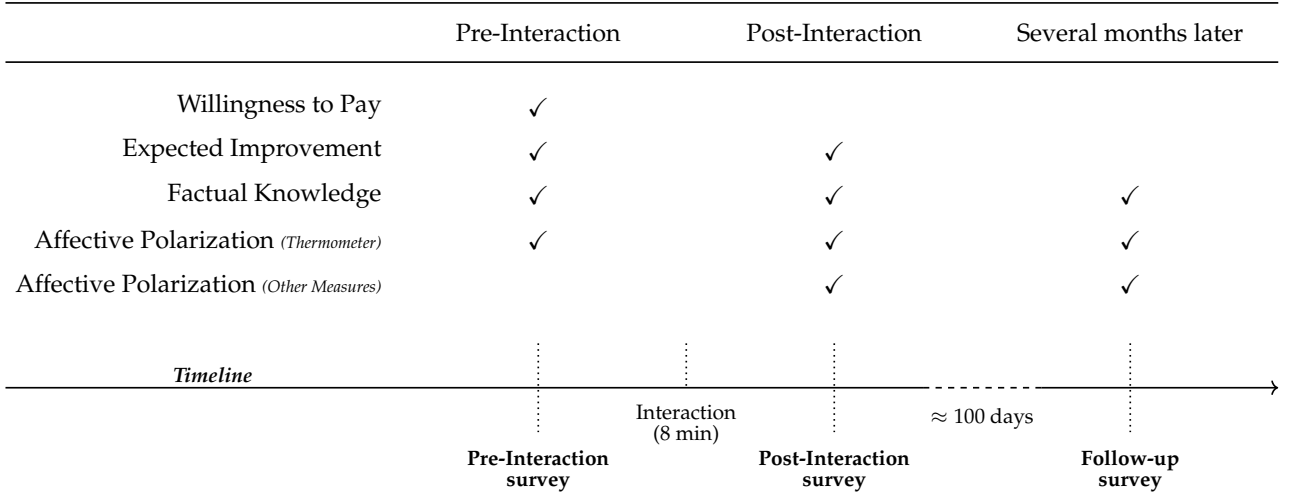 Pre-Interaction Post-Interaction Several months later
Willingness to Pay ✓
Expected Improvement ✓ ✓
Factual Knowledge ✓ ✓ ✓
Affective Polarization (Thermometer) ✓ ✓ ✓
Affective Polarization (Other Measures) ✓ ✓
Timeline
Interaction
(8 min)
≈ 100 days
Pre-Interaction
survey
Post-Interaction
survey
Follow-up
survey